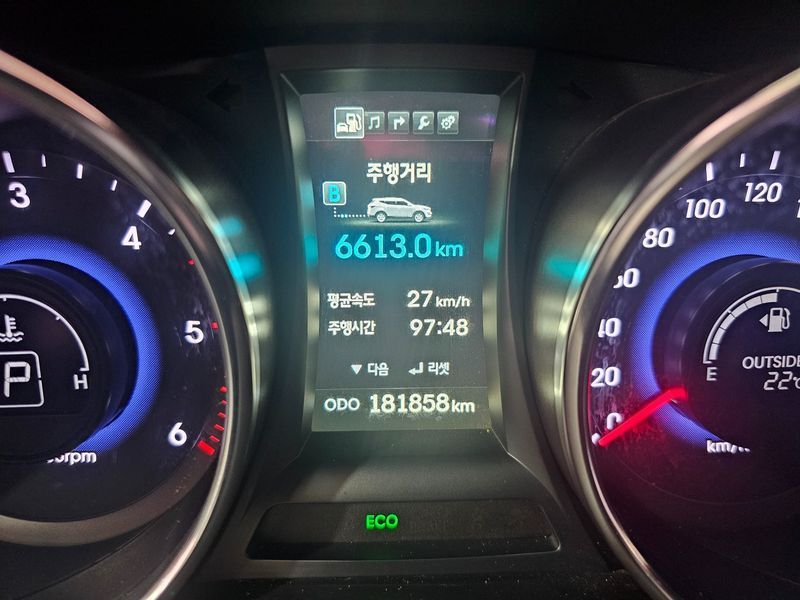 주행거리
B
6613.0 km
평균속도 27 km/h
주행시간 97:48
▼ 다음 리셋
ODO 181858 km
ECO
3
4
5
6
H
P
120
100
80
20
0
E
OUTSIDE
22°C
km/h